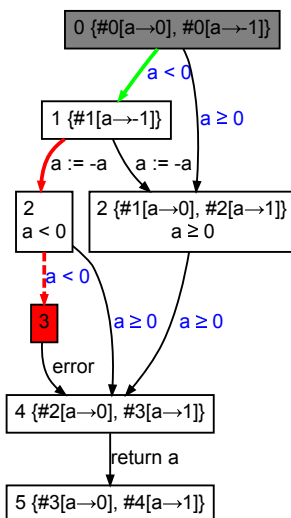 0 {#0[a→0], #0[a→-1]}
a < 0
1 {#1[a→-1]}
a ≥ 0
a := -a
a := -a
2
a < 0
2 {#1[a→0], #2[a→1]}
a ≥ 0
a < 0
3
a ≥ 0
a ≥ 0
error
4 {#2[a→0], #3[a→1]}
return a
5 {#3[a→0], #4[a→1]}